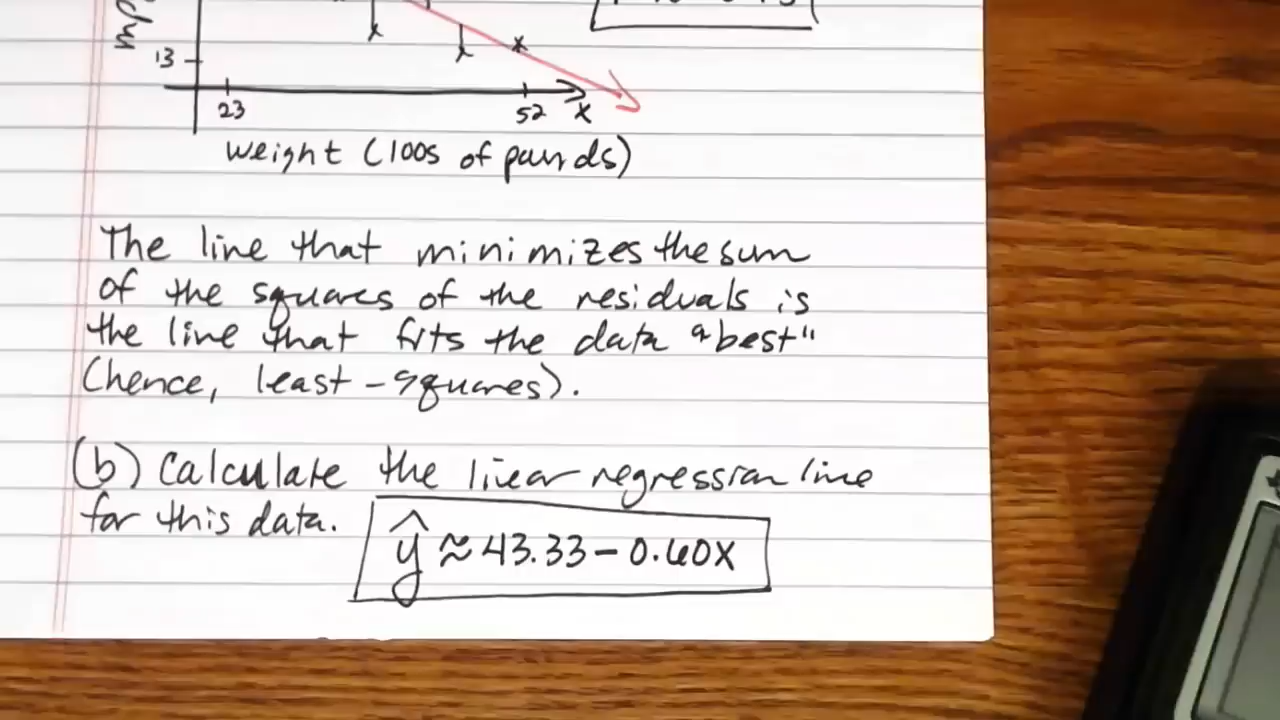 mpg
13
23
52 x
weight (100s of pounds)
The line that minimizes the sum
of the squares of the residuals is
the line that fits the data "best"
(hence, least-squares).
(b) Calculate the linear regression line
for this data.
ŷ ≈ 43.33 - 0.60x